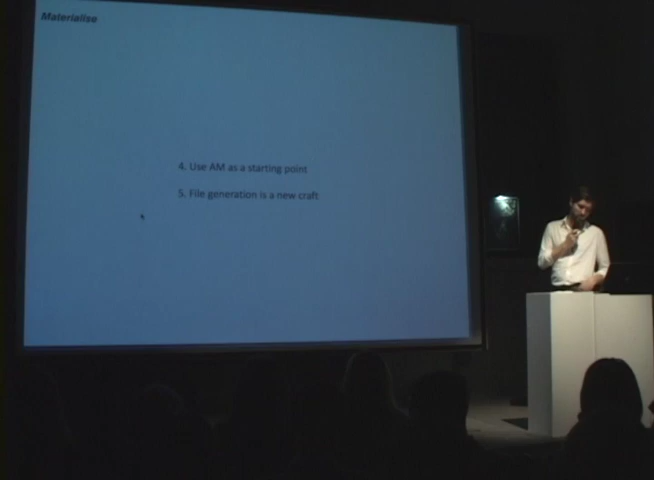 Materialise
4. Use AM as a starting point
5. File generation is a new craft